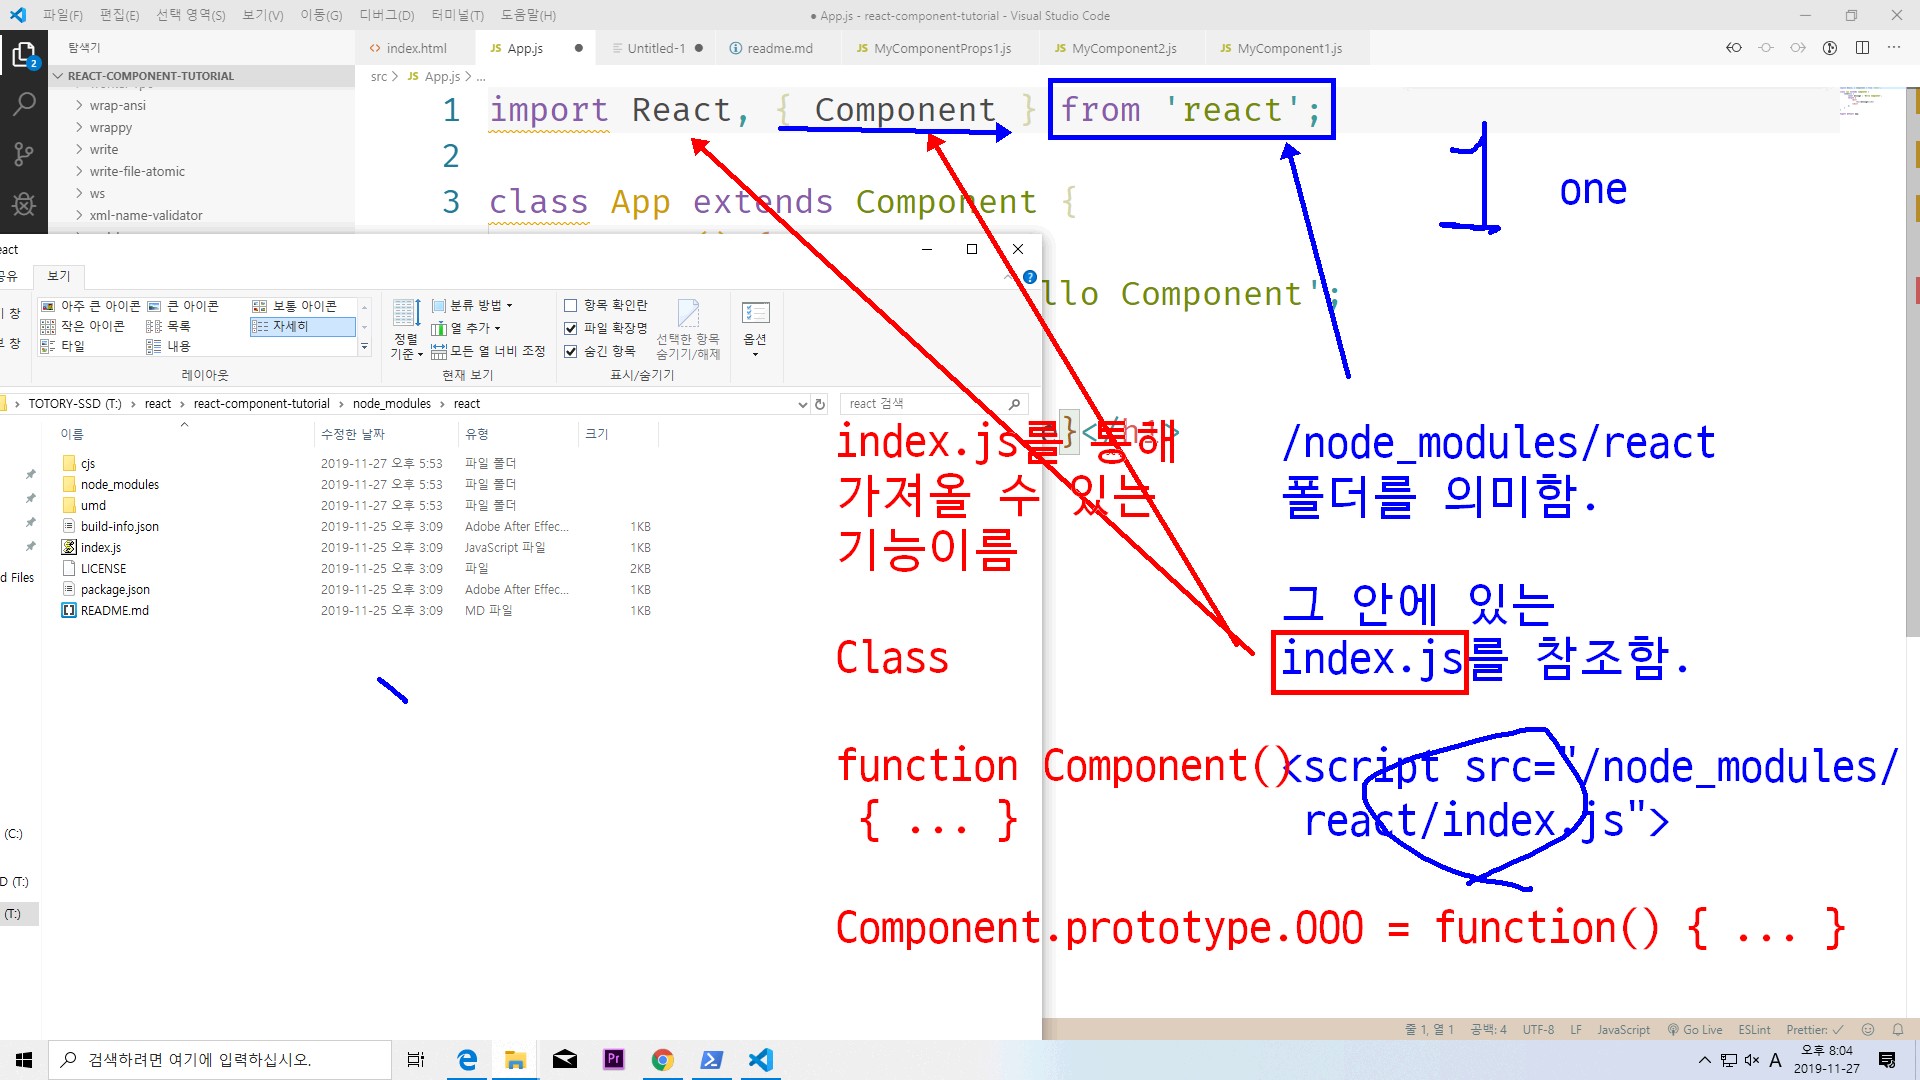 파일(F) 편집(E) 선택 영역(S) 보기(V) 이동(G) 디버그(D) 터미널(T) 도움말(H)
● App.js - react-component-tutorial - Visual Studio Code
탐색기
index.html
JS App.js
Untitled-1
readme.md
JS MyComponentProps1.js
JS MyComponent2.js
JS MyComponent1.js
2
REACT-COMPONENT-TUTORIAL
src > JS App.js > ...
wrap-ansi
wrappy
write
write-file-atomic
ws
xml-name-validator
1 import React, { Component } from 'react';
2
3 class App extends Component {
llo Component';
}</h1>
1 one
보기
아주 큰 아이콘 큰 아이콘 보통 아이콘
작은 아이콘 목록 자세히
타일 내용
레이아웃
정렬 기준
분류 방법
열 추가
모든 열 너비 조정
현재 보기
항목 확인란
파일 확장명
숨긴 항목
선택한 항목 숨기기/해제
표시/숨기기
옵션
TOTORY-SSD (T:) > react > react-component-tutorial > node_modules > react
react 검색
이름 수정한 날짜 유형 크기
cjs 2019-11-27 오후 5:53 파일 폴더
node_modules 2019-11-27 오후 5:53 파일 폴더
umd 2019-11-27 오후 5:53 파일 폴더
build-info.json 2019-11-25 오후 3:09 Adobe After Effec... 1KB
index.js 2019-11-25 오후 3:09 JavaScript 파일 1KB
LICENSE 2019-11-25 오후 3:09 파일 2KB
package.json 2019-11-25 오후 3:09 Adobe After Effec... 1KB
README.md 2019-11-25 오후 3:09 MD 파일 1KB
d Files
(C:)
D (T:)
(T:)
index.js를 통해
가져올 수 있는
기능이름
Class
function Component()
{ ... }
Component.prototype.OOO = function() { ... }
/node_modules/react
폴더를 의미함.
그 안에 있는
index.js를 참조함.
<script src="/node_modules/
react/index.js">
줄 1, 열 1 공백: 4 UTF-8 LF JavaScript Go Live ESLint Prettier: ✓
검색하려면 여기에 입력하십시오.
Pr
A
오후 8:04
2019-11-27